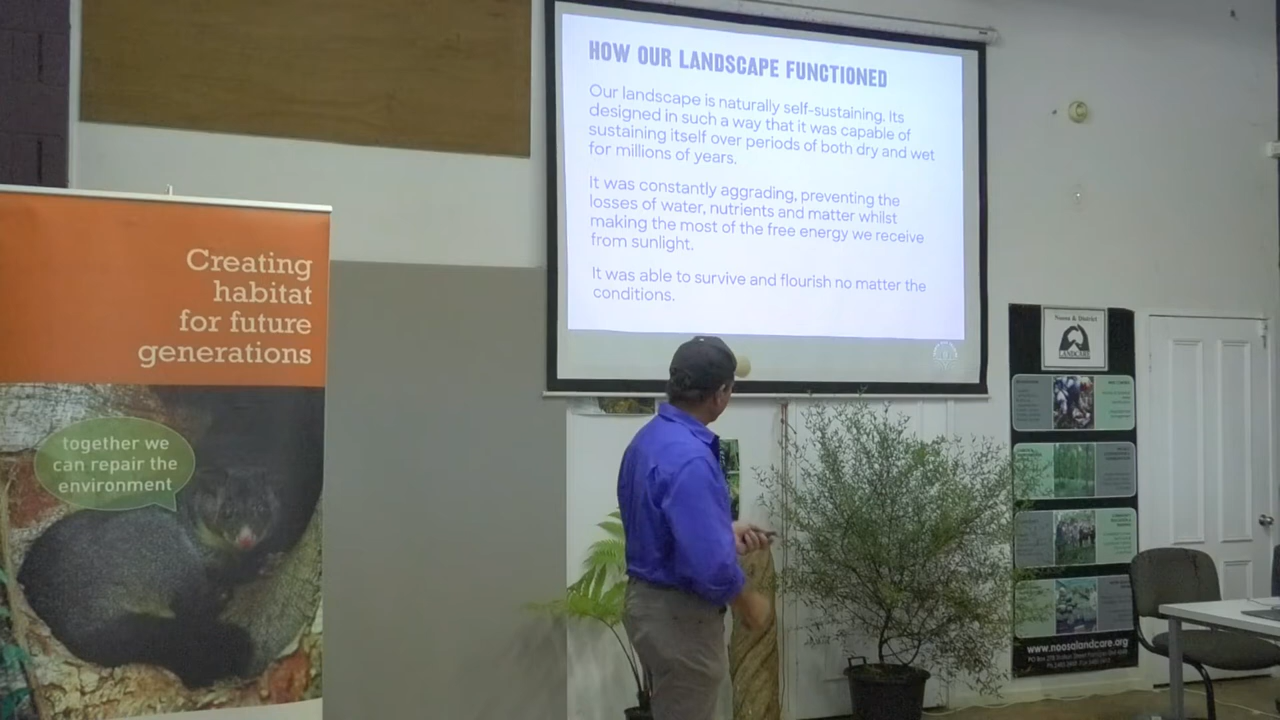 HOW OUR LANDSCAPE FUNCTIONED
Our landscape is naturally self-sustaining. Its
designed in such a way that it was capable of
sustaining itself over periods of both dry and wet
for millions of years.
It was constantly aggrading, preventing the
losses of water, nutrients and matter whilst
making the most of the free energy we receive
from sunlight.
It was able to survive and flourish no matter the
conditions.
Creating
habitat
for future
generations
together we
can repair the
environment
Noosa & District
LANDCARE
www.noosalandcare.org